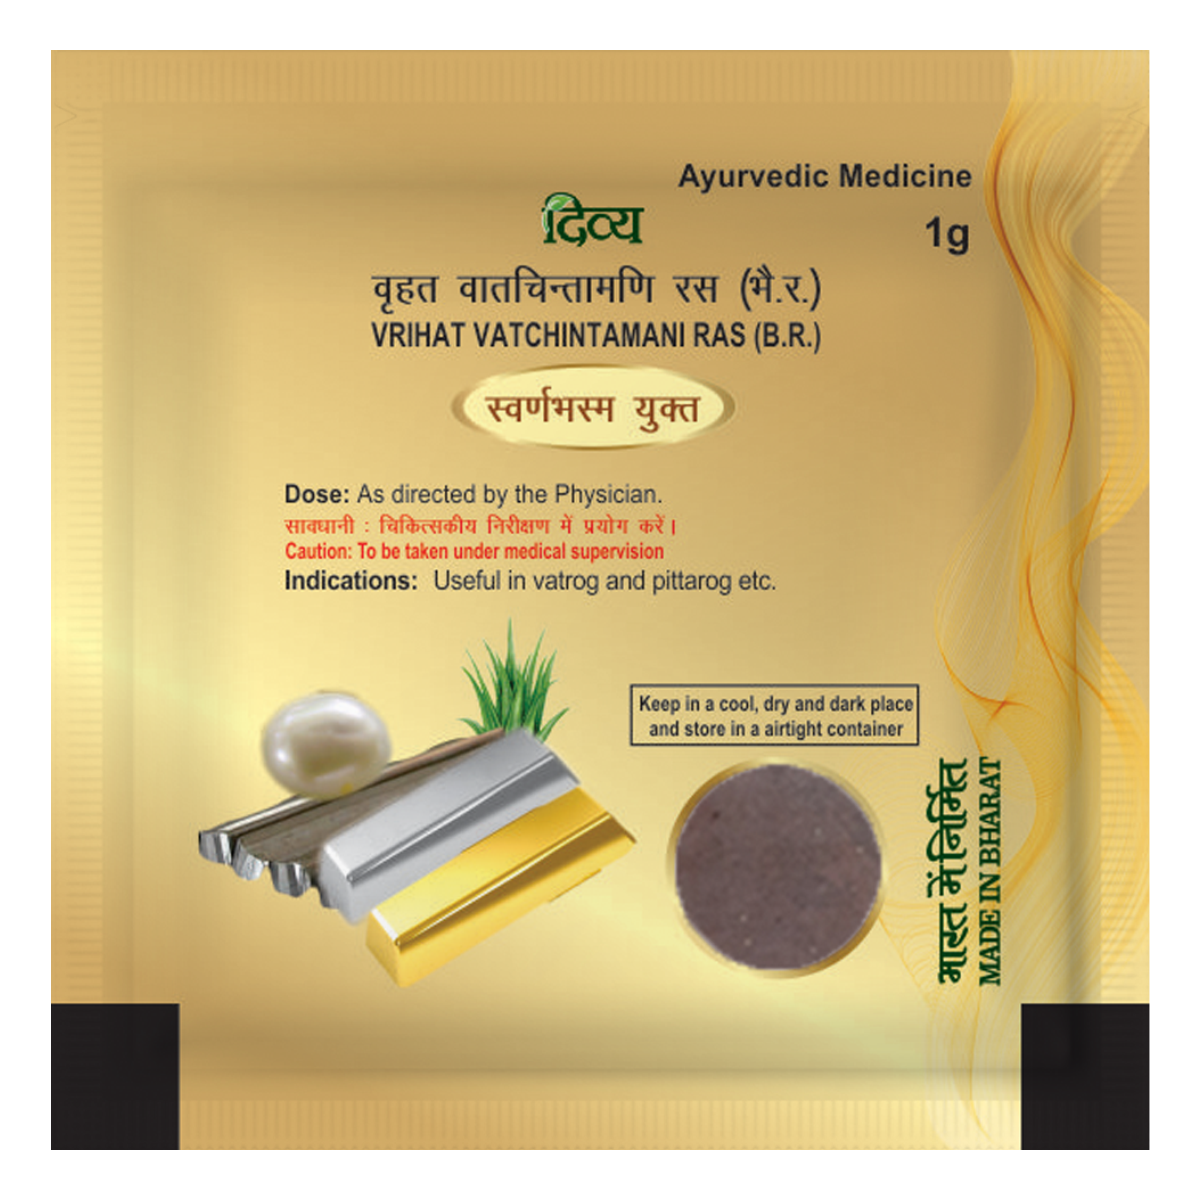 Ayurvedic Medicine
दिव्य
1g
वृहत वातचिन्तामणि रस (भै.र.)
VRIHAT VATCHINTAMANI RAS (B.R.)
स्वर्णभस्म युक्त
Dose: As directed by the Physician.
सावधानी : चिकित्सकीय निरीक्षण में प्रयोग करें।
Caution: To be taken under medical supervision
Indications: Useful in vatrog and pittarog etc.
Keep in a cool, dry and dark place
and store in a airtight container
भारत में निर्मित
MADE IN BHARAT